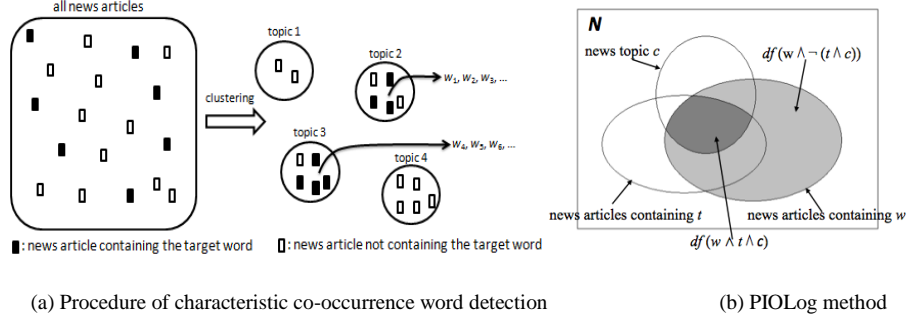 all news articles
clustering
topic 1
topic 2
w1, w2, w3, ...
topic 3
w4, w5, w6, ...
topic 4
: news article containing the target word
: news article not containing the target word
(a) Procedure of characteristic co-occurrence word detection
N
news topic c
df(w ∧ ¬ (t ∧ c))
news articles containing t
news articles containing w
df(w ∧ t ∧ c)
(b) PIOLog method